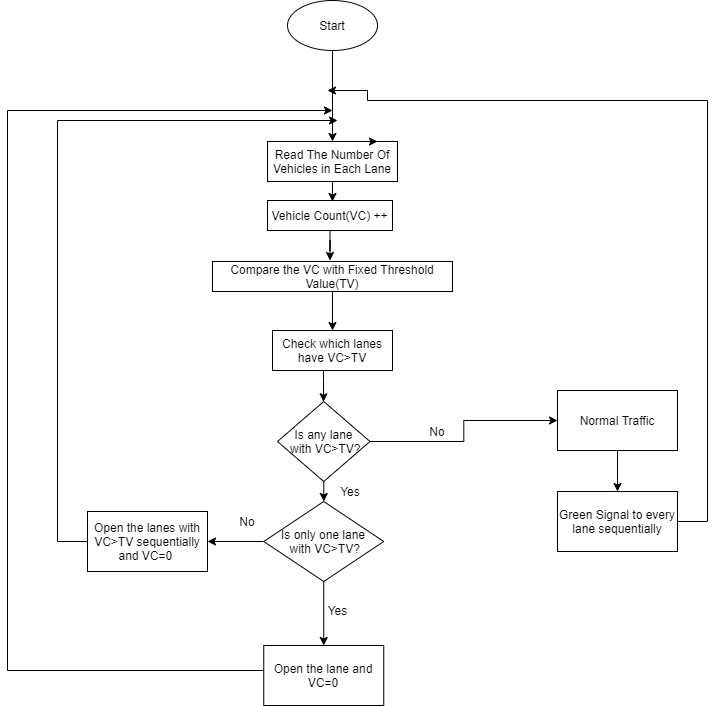 Start
Read The Number Of
Vehicles in Each Lane
Vehicle Count(VC) ++
Compare the VC with Fixed Threshold
Value(TV)
Check which lanes
have VC>TV
Is any lane
with VC>TV?
No
Normal Traffic
Yes
Green Signal to every
lane sequentially
Is only one lane
with VC>TV?
No
Open the lanes with
VC>TV sequentially
and VC=0
Yes
Open the lane and
VC=0